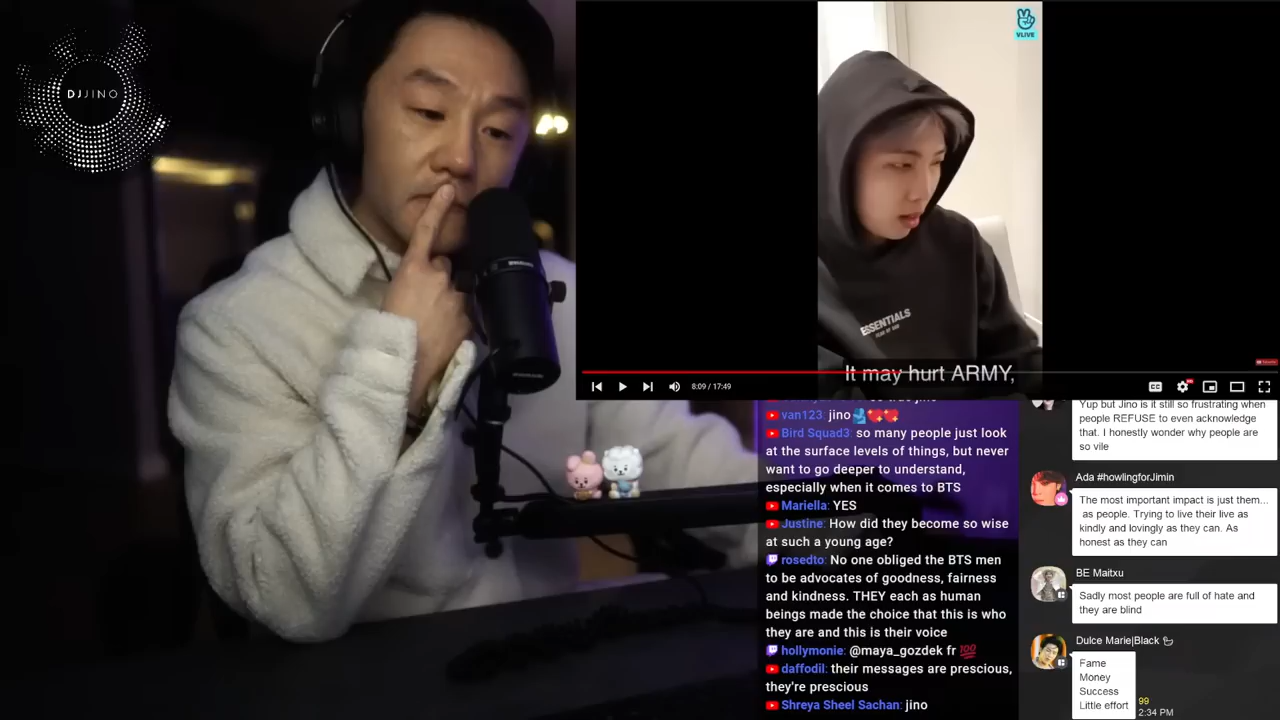 DJJINO
VLIVE
ESSENTIALS
It may hurt ARMY,
8:09 / 17:49
van123: jino
Bird Squad3: so many people just look
at the surface levels of things, but never
want to go deeper to understand,
especially when it comes to BTS
Mariella: YES
Justine: How did they become so wise
at such a young age?
rosedto: No one obliged the BTS men
to be advocates of goodness, fairness
and kindness. THEY each as human
beings made the choice that this is who
they are and this is their voice
hollymonie: @maya_gozdek fr 💯
daffodil: their messages are prescious,
they're prescious
Shreya Sheel Sachan: jino
Yup but Jino is it still so frustrating when
people REFUSE to even acknowledge
that. I honestly wonder why people are
so vile
Ada #howlingforJimin
The most important impact is just them...
as people. Trying to live their live as
kindly and lovingly as they can. As
honest as they can
BE Maitxu
Sadly most people are full of hate and
they are blind
Dulce Marie|Black
Fame
Money
Success
Little effort
99
2:34 PM